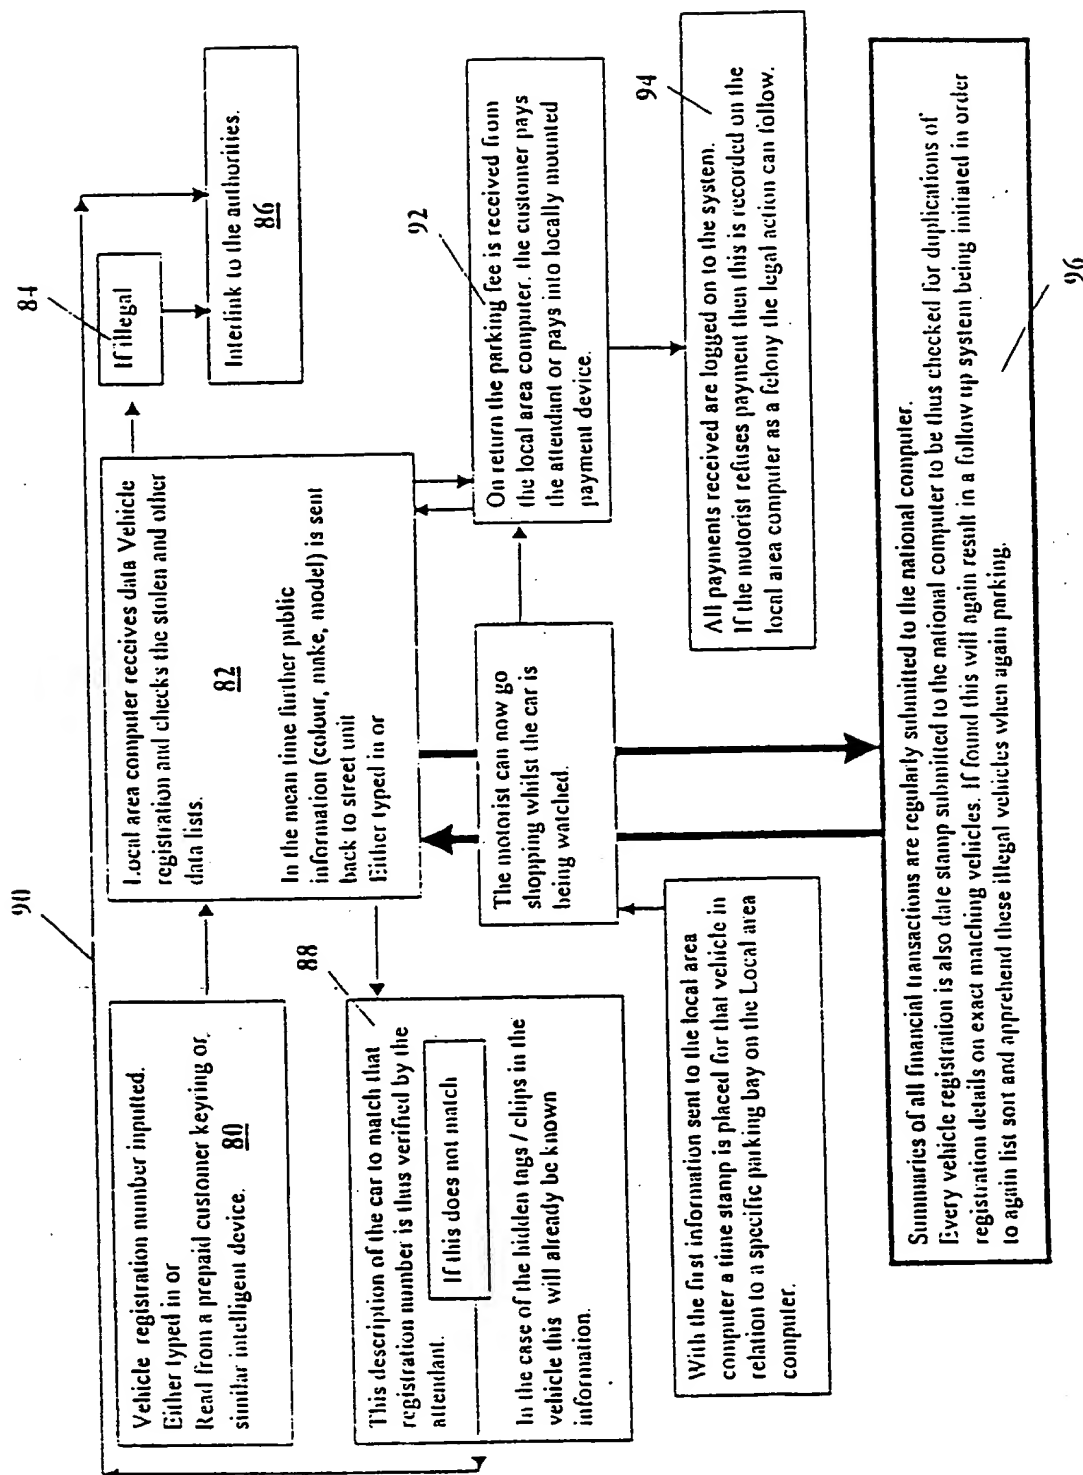 90
Vehicle registration number inputted.
Either typed in or
Read from a prepaid customer keyring or
similar intelligent device.
80
Local area computer receives data Vehicle
registration and checks the stolen and other
data lists.
82
In the mean time further public
information (colour, make, model) is sent
back to street unit
Either typed in or
84
If illegal
Interlink to the authorities.
86
88
This description of the car to match that
registration number is thus verified by the
attendant.
If this does not match
In the case of the hidden tags / chips in the
vehicle this will already be known
information.
The motorist can now go
shopping whilst the car is
being watched.
92
On return the parking fee is received from
the local area computer. the customer pays
the attendant or pays into locally mounted
payment device.
With the first information sent to the local area
computer a time stamp is placed for that vehicle in
relation to a specific parking bay on the Local area
computer.
94
All payments received are logged on to the system.
If the motorist refuses payment then this is recorded on the
local area computer as a felony the legal action can follow.
Summaries of all financial transactions are regularly submitted to the national computer.
Every vehicle registration is also date stamp submitted to the national computer to be thus checked for duplications of
registration details on exact matching vehicles. If found this will again result in a follow up system being initiated in order
to again list sort and apprehend these illegal vehicles when again parking.
96